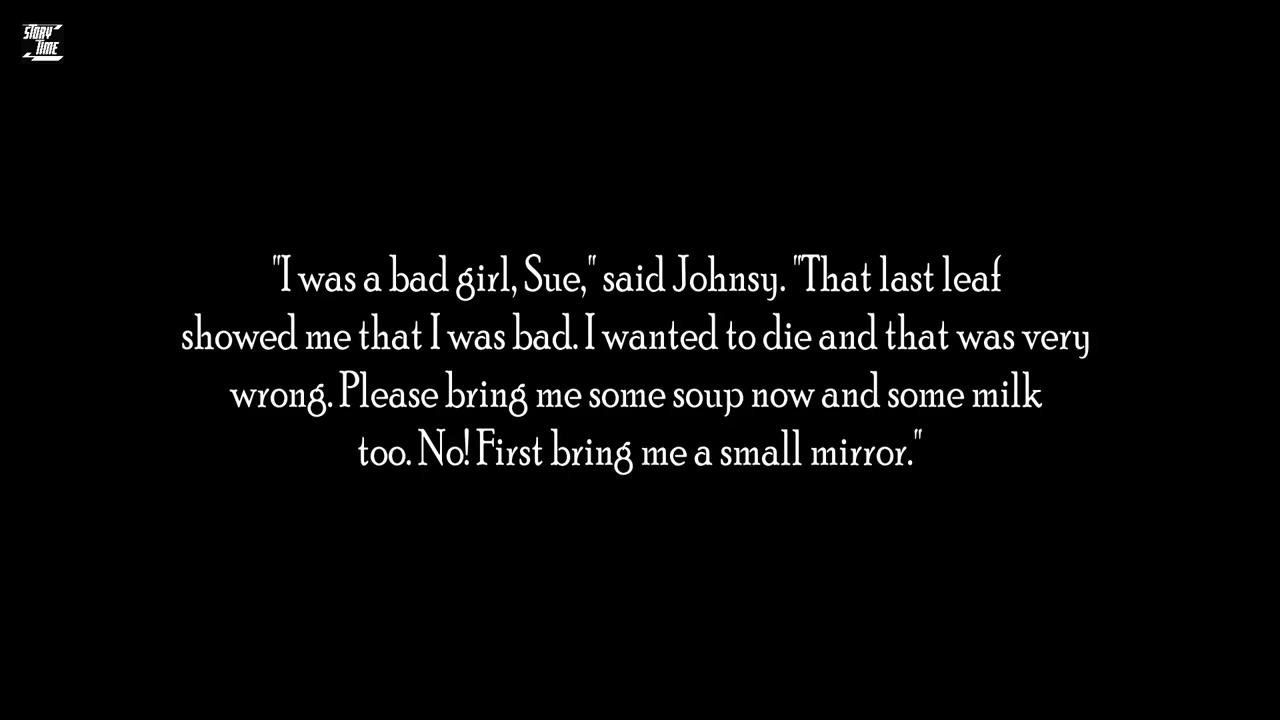 STORY
TIME
"I was a bad girl, Sue," said Johnsy. "That last leaf
showed me that I was bad. I wanted to die and that was very
wrong. Please bring me some soup now and some milk
too. No! First bring me a small mirror."